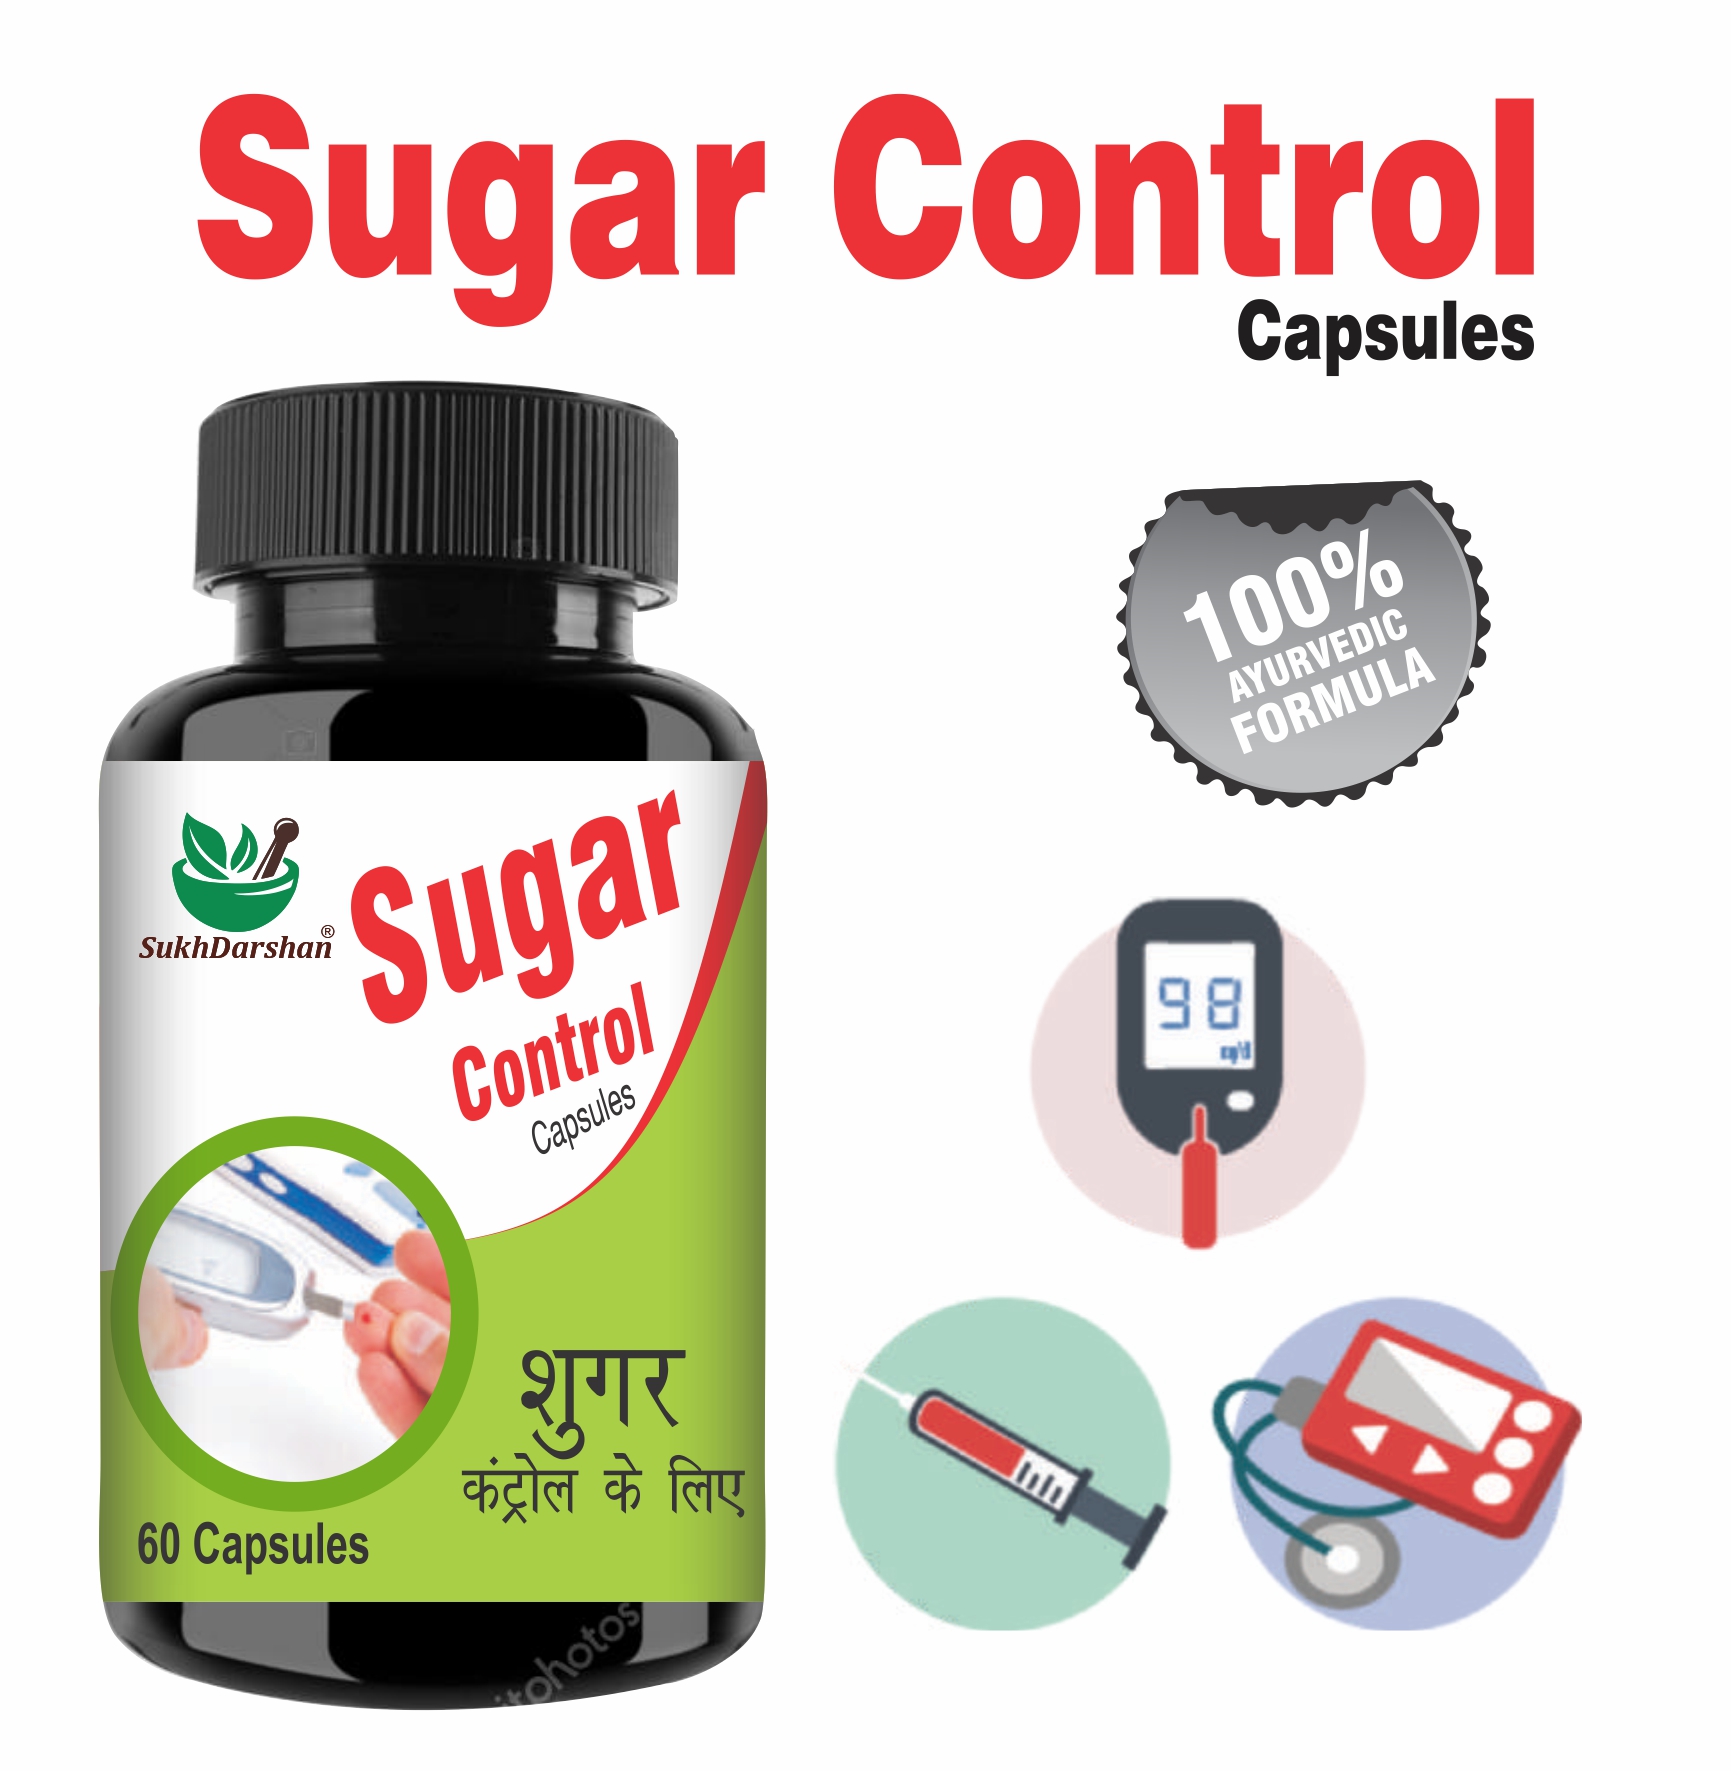 Sugar Control
Capsules
100%
AYURVEDIC
FORMULA
SukhDarshan®
Sugar
Control
Capsules
98
शुगर
कंट्रोल के लिए
60 Capsules